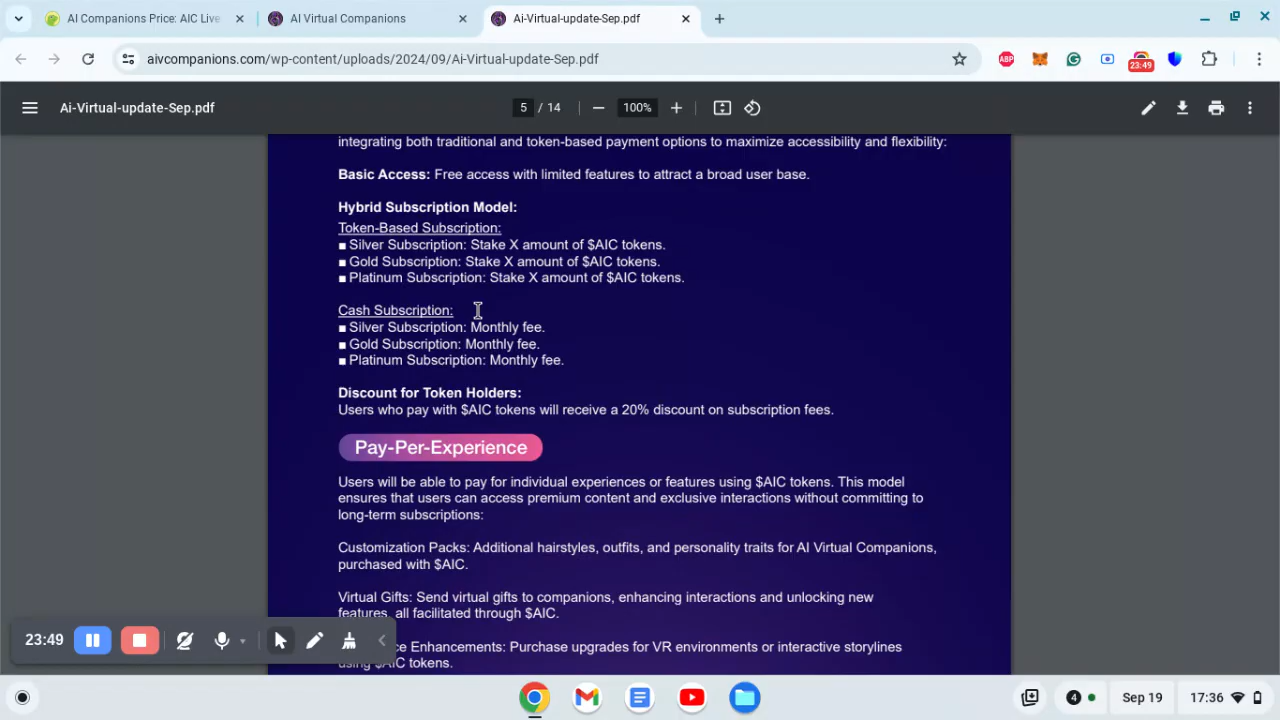 AI Companions Price: AIC Live
AI Virtual Companions
Ai-Virtual-update-Sep.pdf
aivcompanions.com/wp-content/uploads/2024/09/Ai-Virtual-update-Sep.pdf
ABP
23:49
Ai-Virtual-update-Sep.pdf
5 / 14
100%
integrating both traditional and token-based payment options to maximize accessibility and flexibility:
Basic Access: Free access with limited features to attract a broad user base.
Hybrid Subscription Model:
Token-Based Subscription:
■ Silver Subscription: Stake X amount of $AIC tokens.
■ Gold Subscription: Stake X amount of $AIC tokens.
■ Platinum Subscription: Stake X amount of $AIC tokens.
Cash Subscription:
■ Silver Subscription: Monthly fee.
■ Gold Subscription: Monthly fee.
■ Platinum Subscription: Monthly fee.
Discount for Token Holders:
Users who pay with $AIC tokens will receive a 20% discount on subscription fees.
Pay-Per-Experience
Users will be able to pay for individual experiences or features using $AIC tokens. This model
ensures that users can access premium content and exclusive interactions without committing to
long-term subscriptions:
Customization Packs: Additional hairstyles, outfits, and personality traits for AI Virtual Companions,
purchased with $AIC.
Virtual Gifts: Send virtual gifts to companions, enhancing interactions and unlocking new
features, all facilitated through $AIC.
Enhancements: Purchase upgrades for VR environments or interactive storylines
using $AIC tokens.
23:49
4
Sep 19
17:36